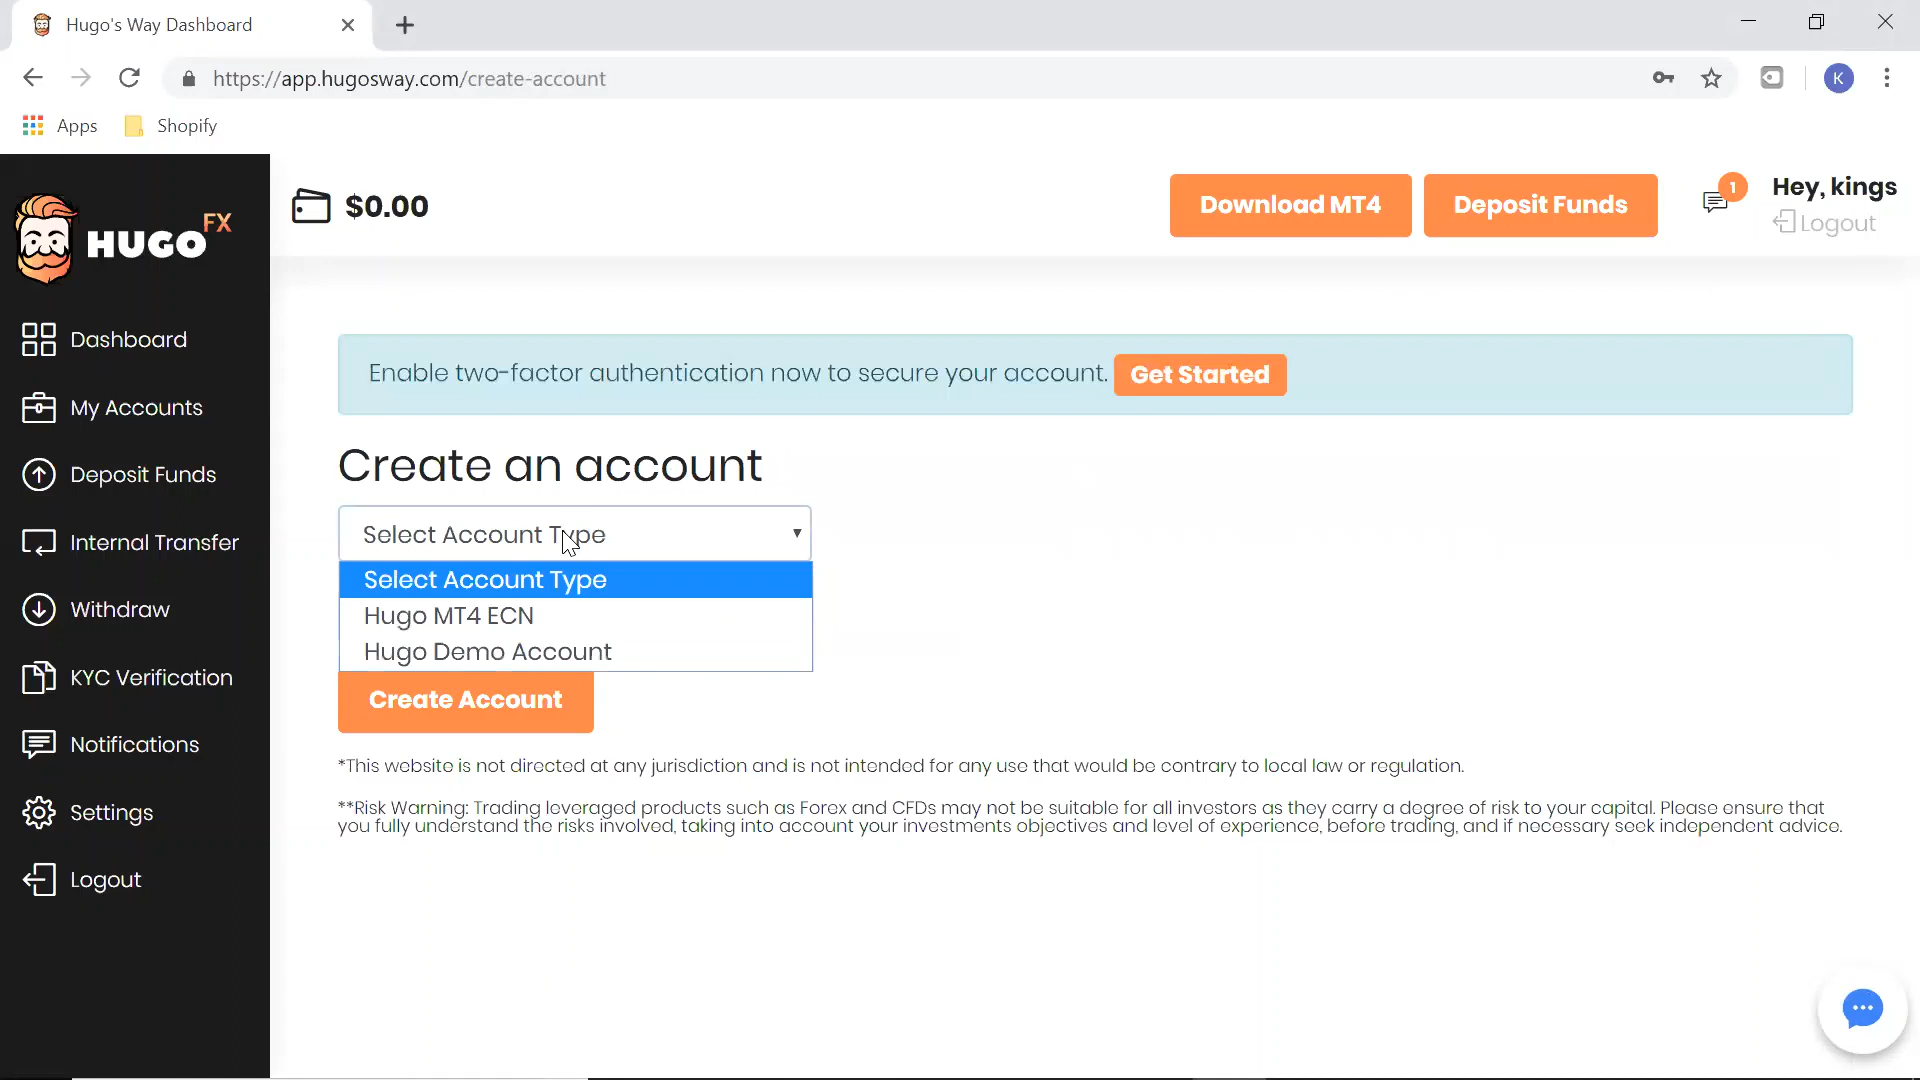 Hugo's Way Dashboard
https://app.hugosway.com/create-account
K
Apps
Shopify
HUGO FX
$0.00
Download MT4
Deposit Funds
1
Hey, kings
Logout
Dashboard
My Accounts
Deposit Funds
Internal Transfer
Withdraw
KYC Verification
Notifications
Settings
Logout
Enable two-factor authentication now to secure your account.
Get Started
Create an account
Select Account Type
Select Account Type
Hugo MT4 ECN
Hugo Demo Account
Create Account
*This website is not directed at any jurisdiction and is not intended for any use that would be contrary to local law or regulation.
**Risk Warning: Trading leveraged products such as Forex and CFDs may not be suitable for all investors as they carry a degree of risk to your capital. Please ensure that
you fully understand the risks involved, taking into account your investments objectives and level of experience, before trading, and if necessary seek independent advice.